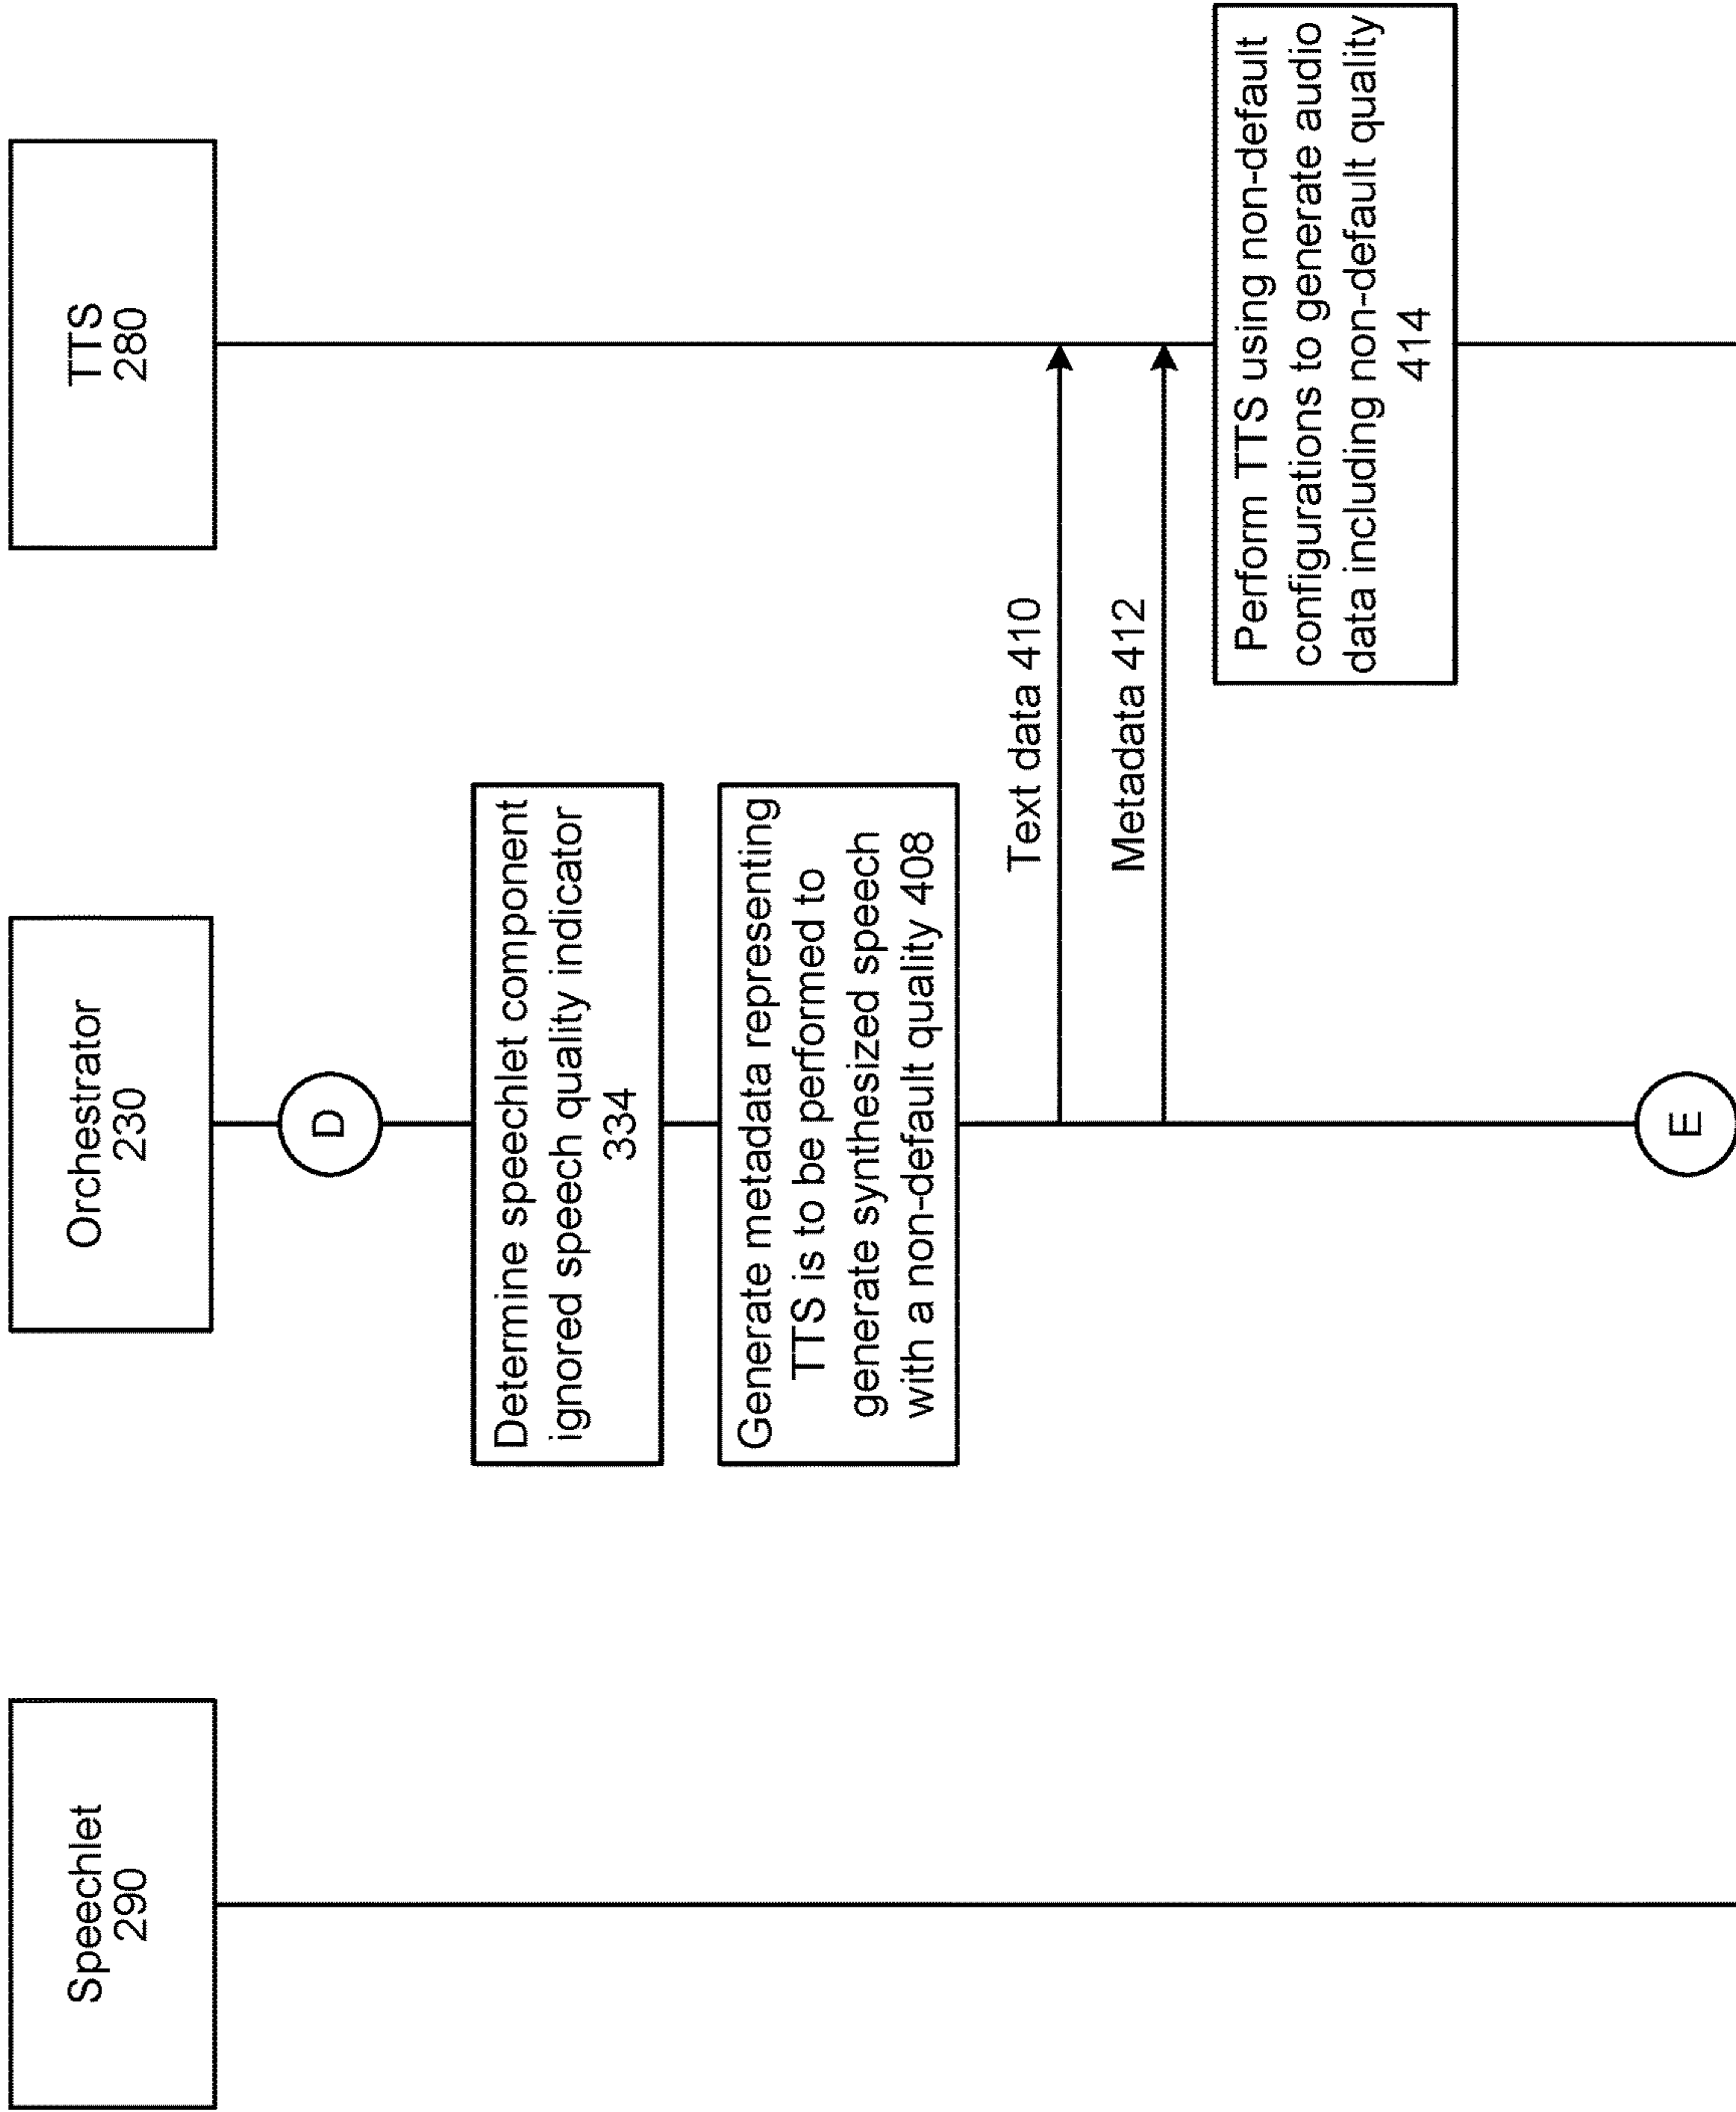 Speechlet
290
Orchestrator
230
TTS
280
D
Determine speechlet component
ignored speech quality indicator
334
Generate metadata representing
TTS is to be performed to
generate synthesized speech
with a non-default quality 408
Text data 410
Metadata 412
Perform TTS using non-default
configurations to generate audio
data including non-default quality
414
E